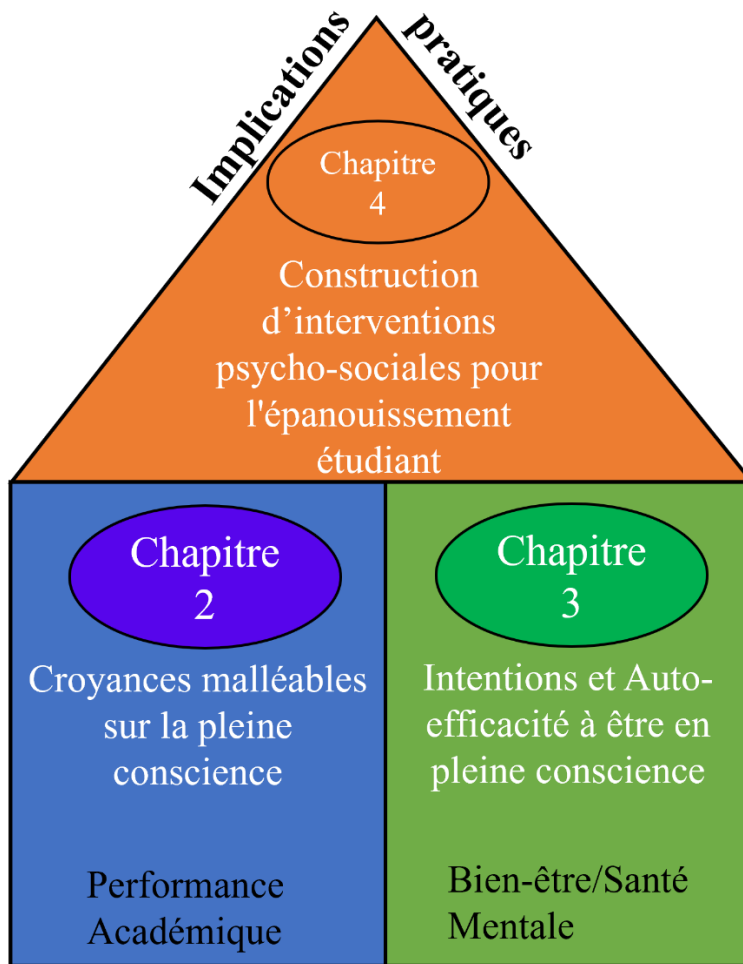 Implications
pratiques
Chapitre
4
Construction
d’interventions
psycho-sociales pour
l'épanouissement
étudiant
Chapitre
2
Croyances malléables
sur la pleine
conscience
Performance
Académique
Chapitre
3
Intentions et Auto-
efficacité à être en
pleine conscience
Bien-être/Santé
Mentale